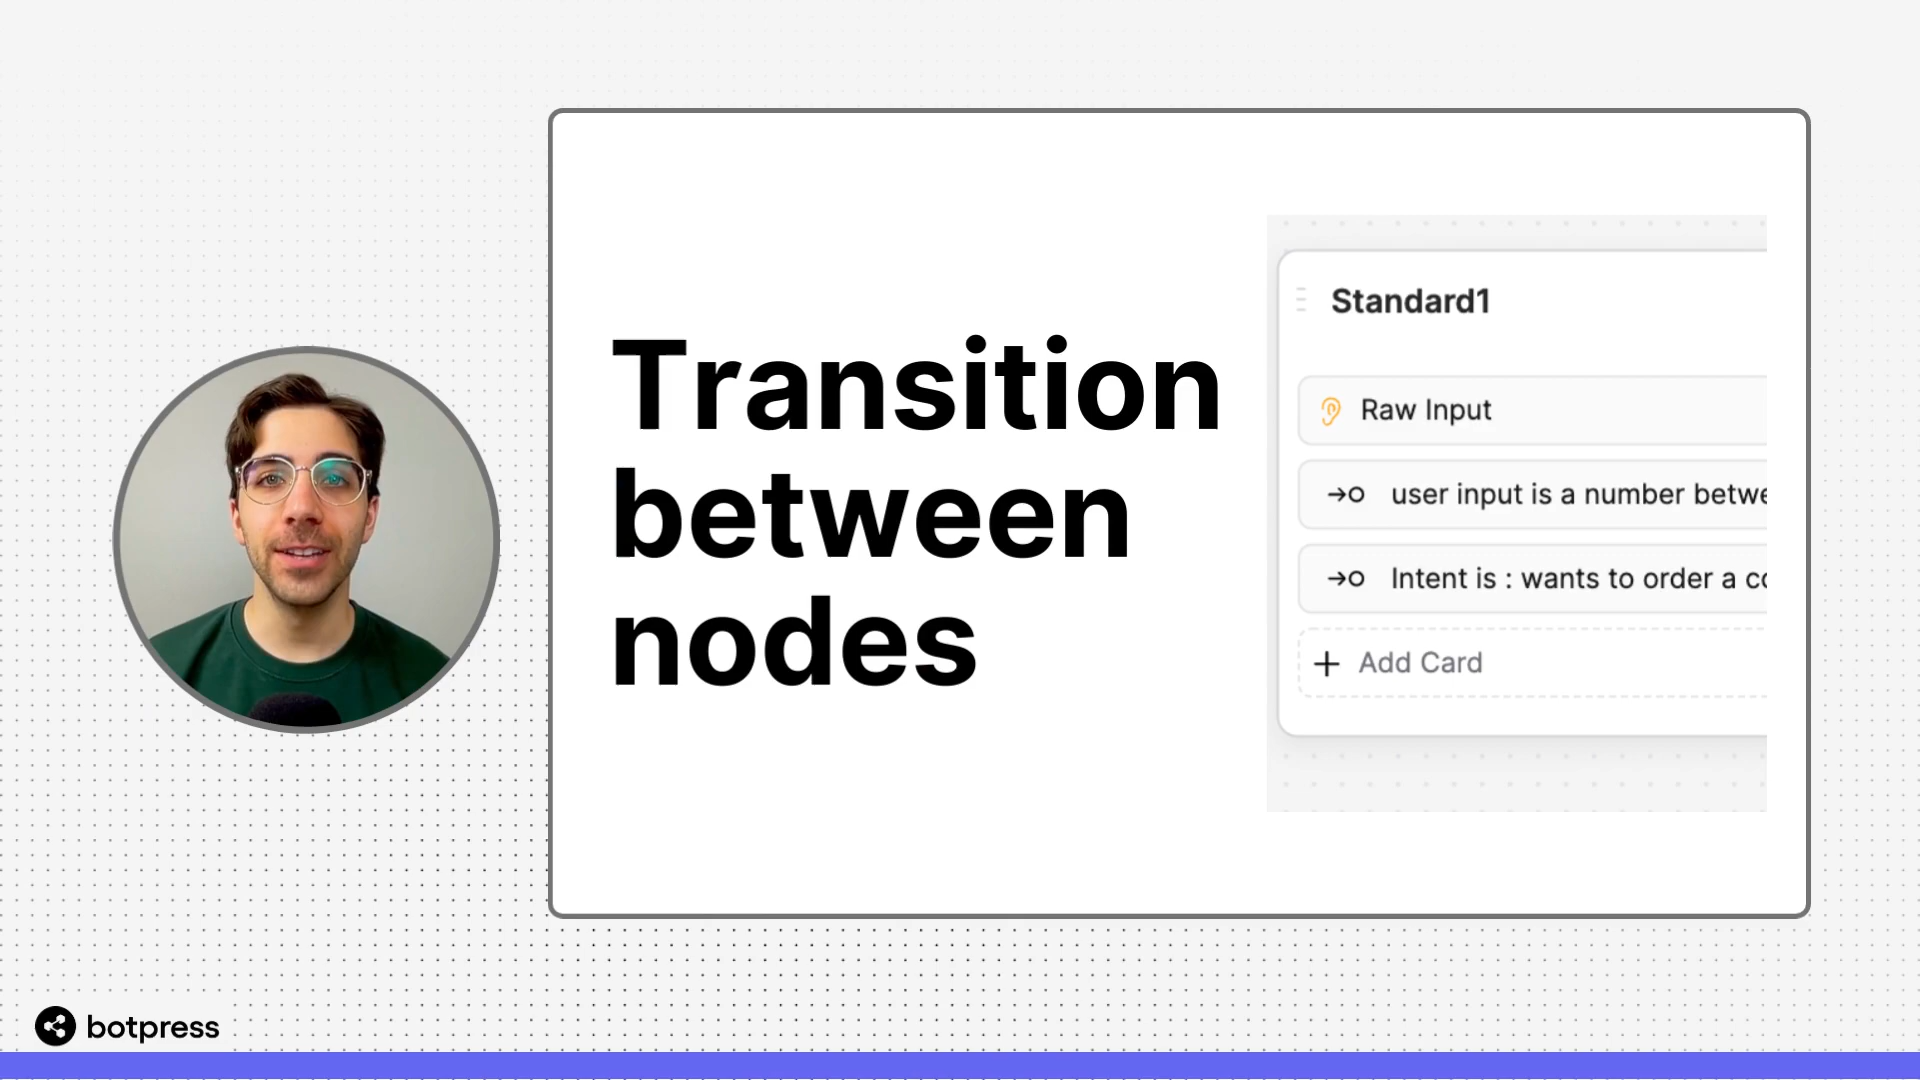 Transition
between
nodes
Standard1
Raw Input
user input is a number betwe
Intent is : wants to order a co
Add Card
botpress